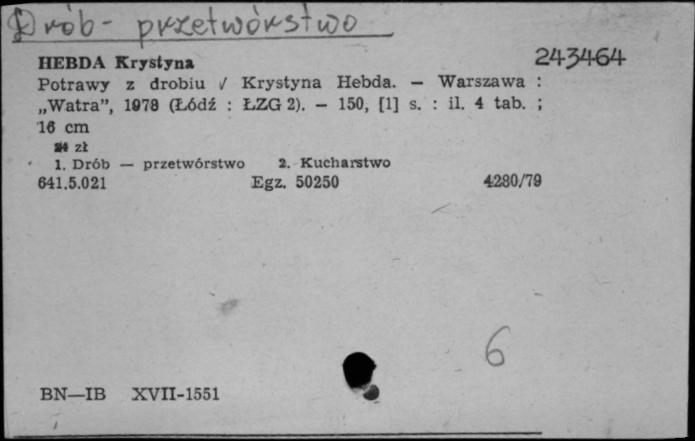 Drób - przetwórstwo
243464
HEBDA Krystyna
Potrawy z drobiu / Krystyna Hebda. — Warszawa :
„Watra”, 1978 (Łódź : ŁZG 2). — 150, [1] s. : il. 4 tab. ;
16 cm
zł
1. Drób — przetwórstwo 2. Kucharstwo
641.5.021 Egz. 50250 4280/79
6
BN—IB XVII-1551